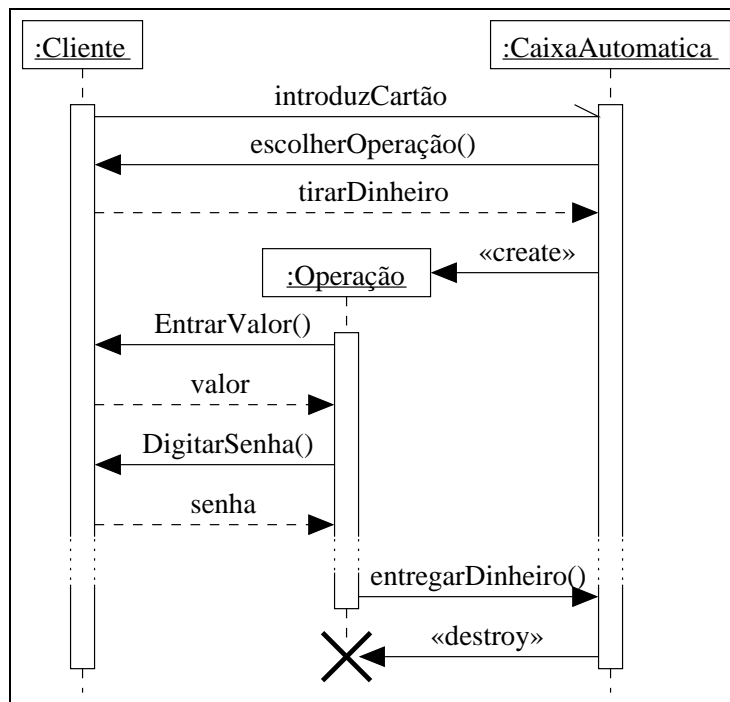 :Cliente
:CaixaAutomatica
introduzCartão
escolherOperação()
tirarDinheiro
«create»
:Operação
EntrarValor()
valor
DigitarSenha()
senha
entregarDinheiro()
«destroy»